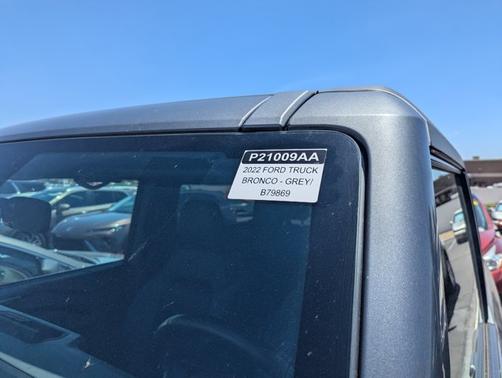 P21009AA
2022 FORD TRUCK
BRONCO - GREY/
B79869